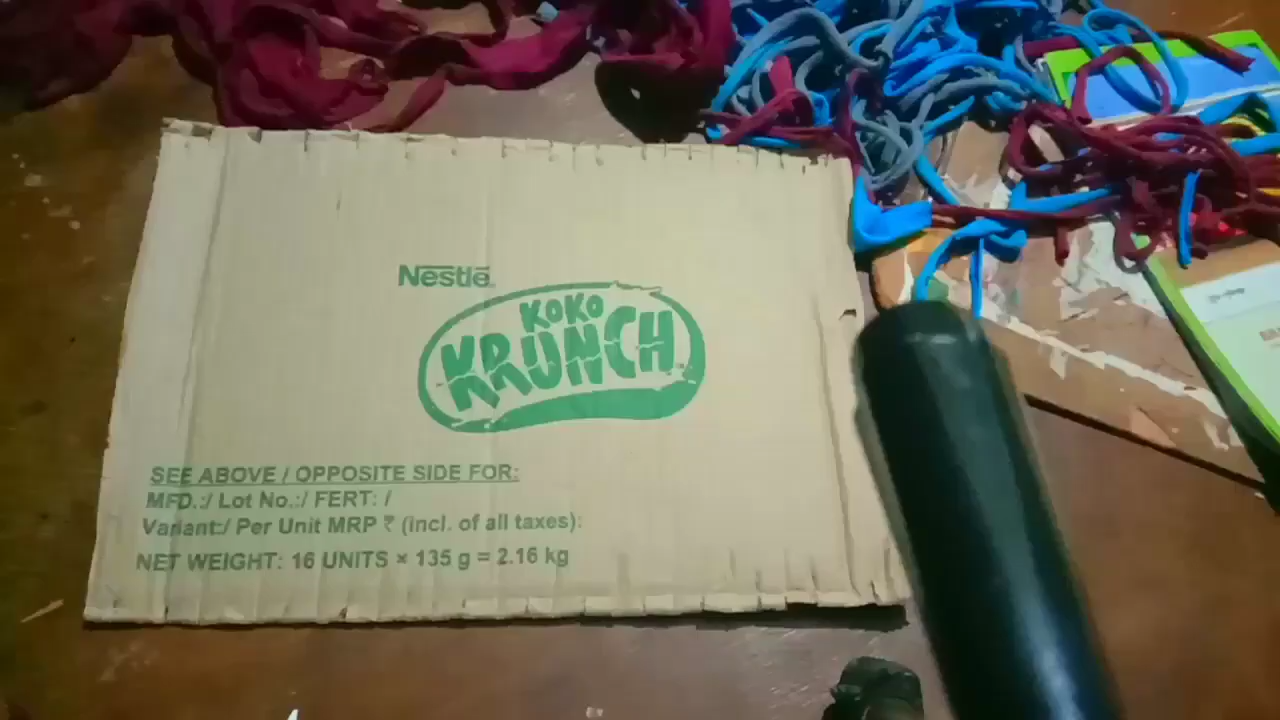 Nestlé
KOKO
KRUNCH
SEE ABOVE / OPPOSITE SIDE FOR:
MFD.:/ Lot No.:/ FERT: /
Variant:/ Per Unit MRP ₹ (incl. of all taxes):
NET WEIGHT: 16 UNITS × 135 g = 2.16 kg